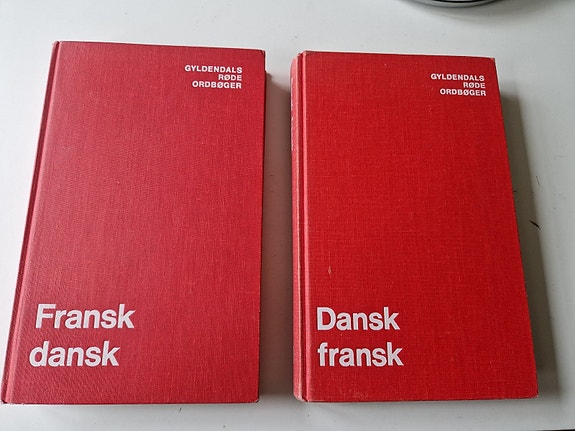 GYLDENDALS
RØDE
ORDBØGER
Fransk
dansk
GYLDENDALS
RØDE
ORDBØGER
Dansk
fransk